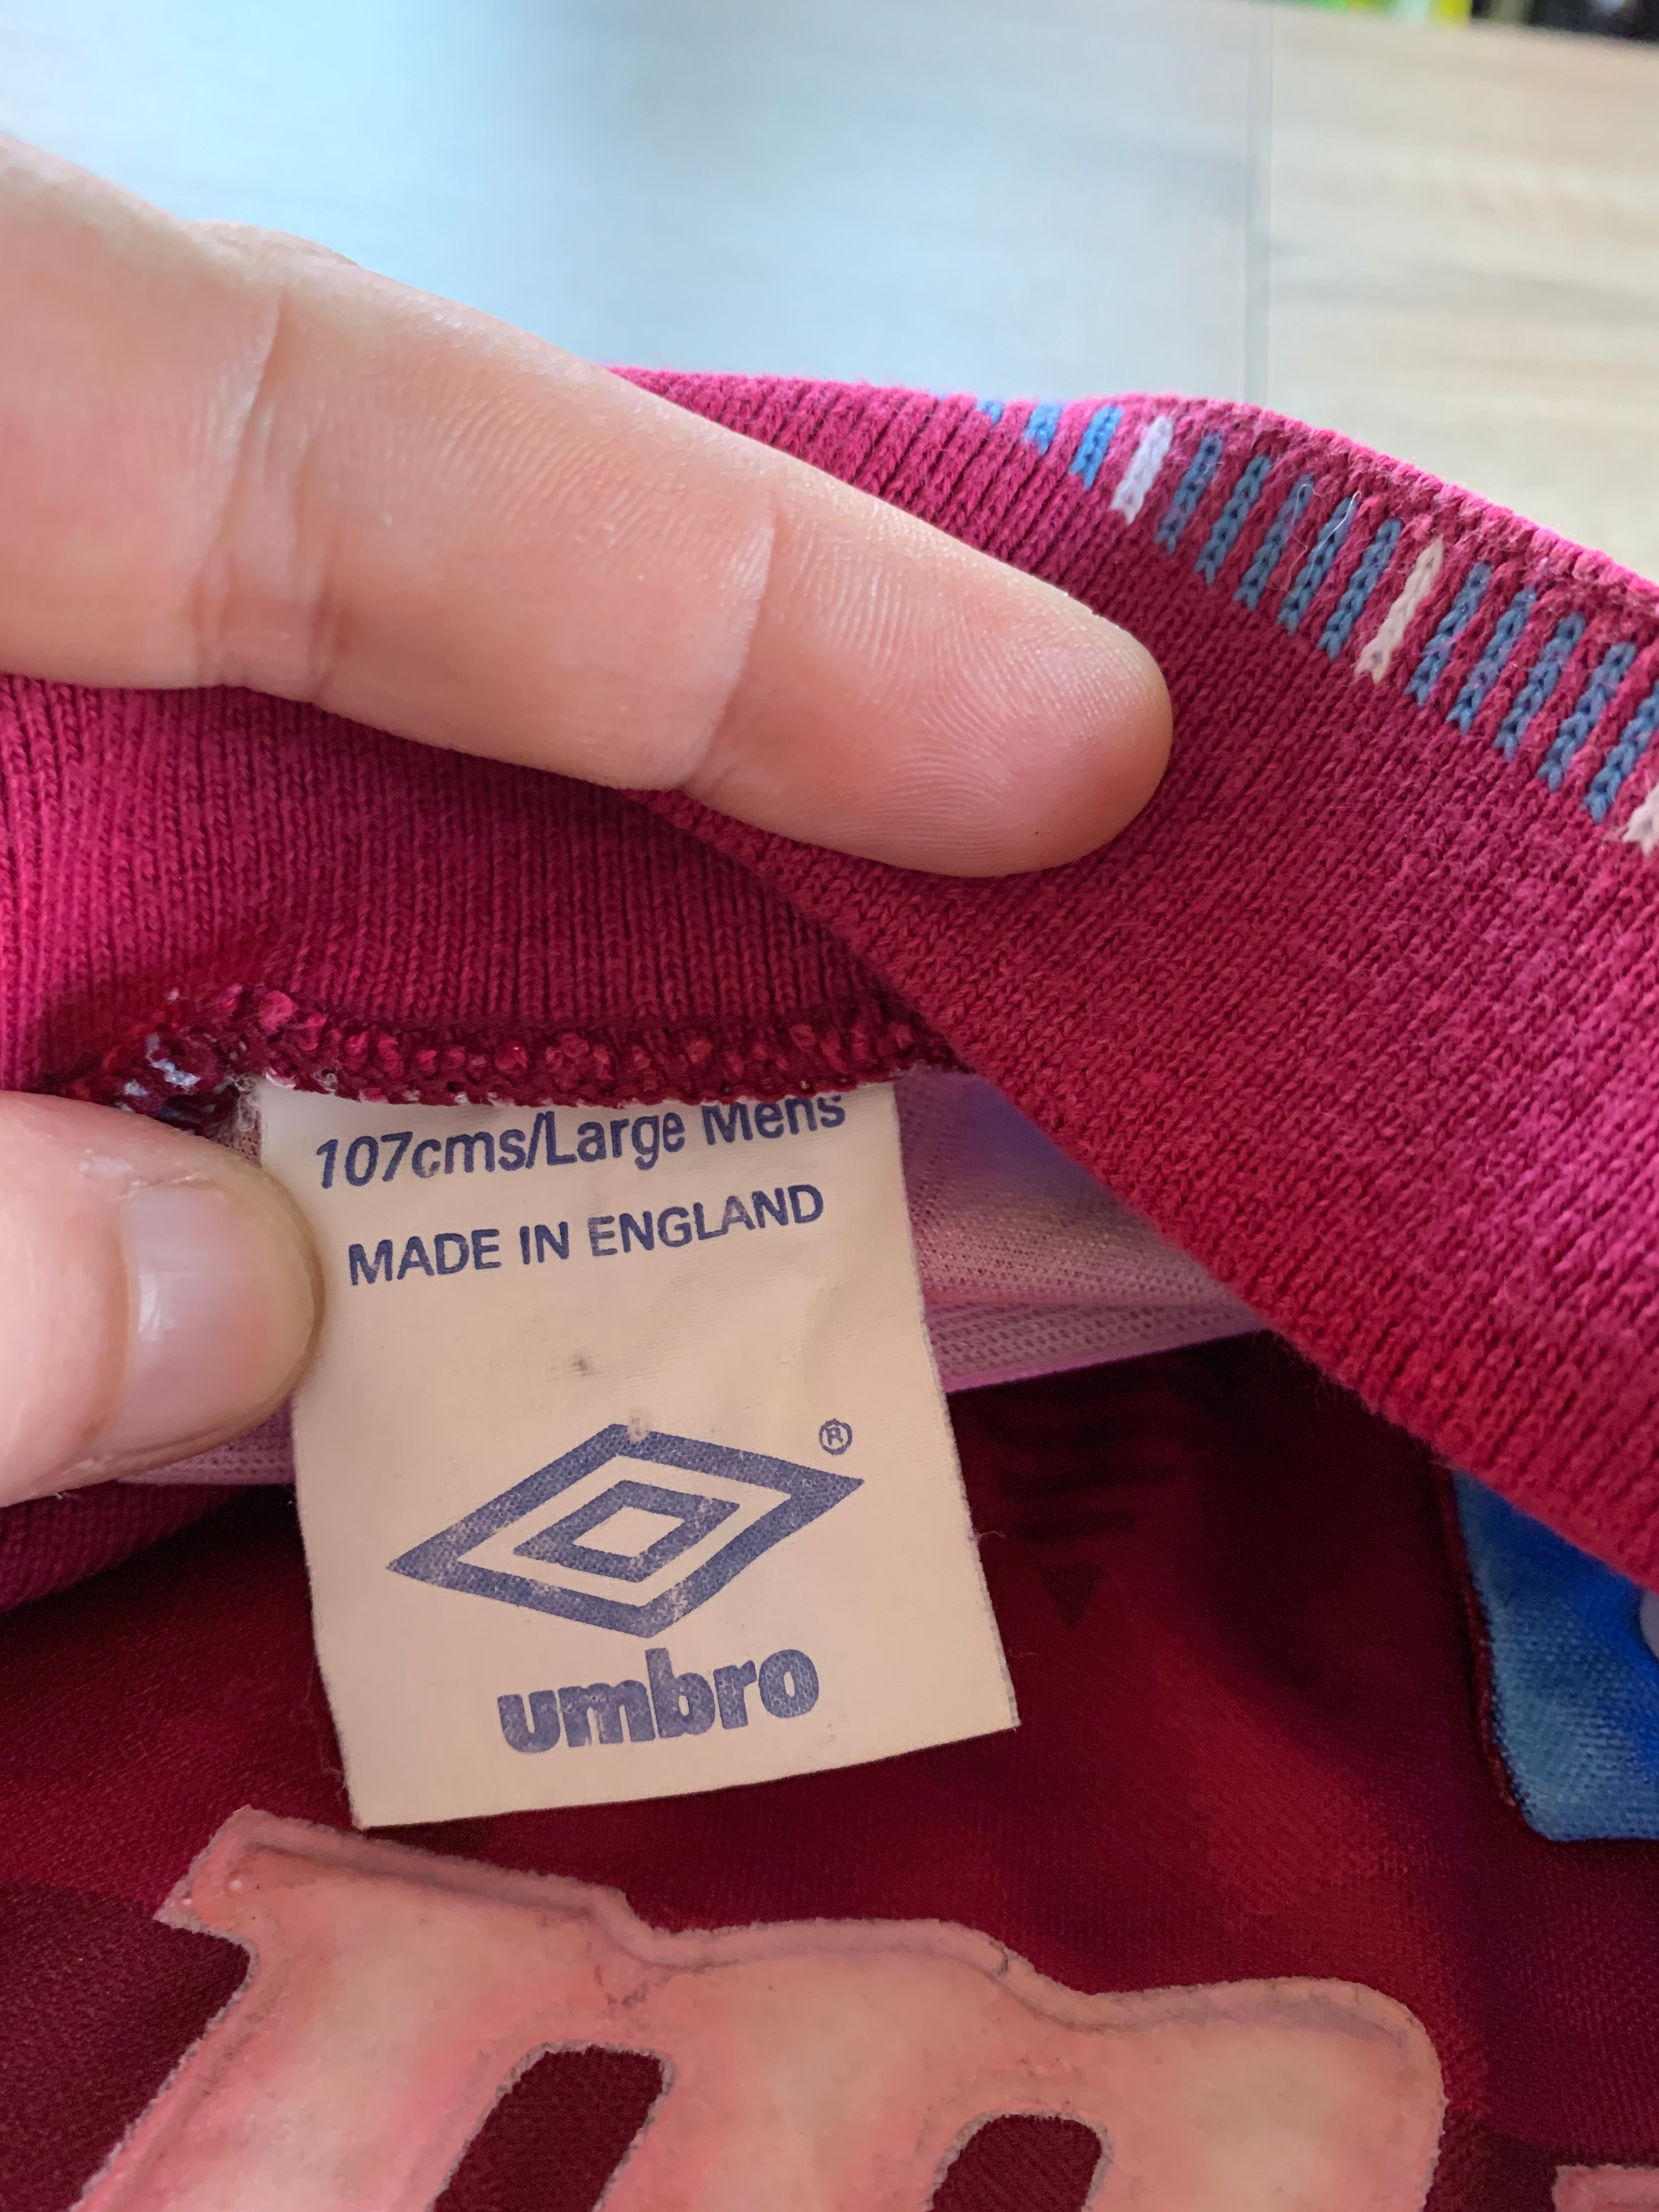 107cms/Large Mens
MADE IN ENGLAND
®
umbro